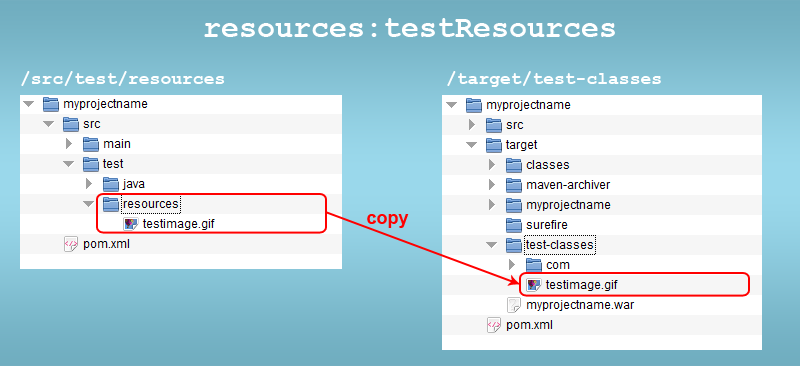 resources:testResources
/src/test/resources
myprojectname
src
main
test
java
resources
testimage.gif
pom.xml
copy
/target/test-classes
myprojectname
src
target
classes
maven-archiver
myprojectname
surefire
test-classes
com
testimage.gif
myprojectname.war
pom.xml